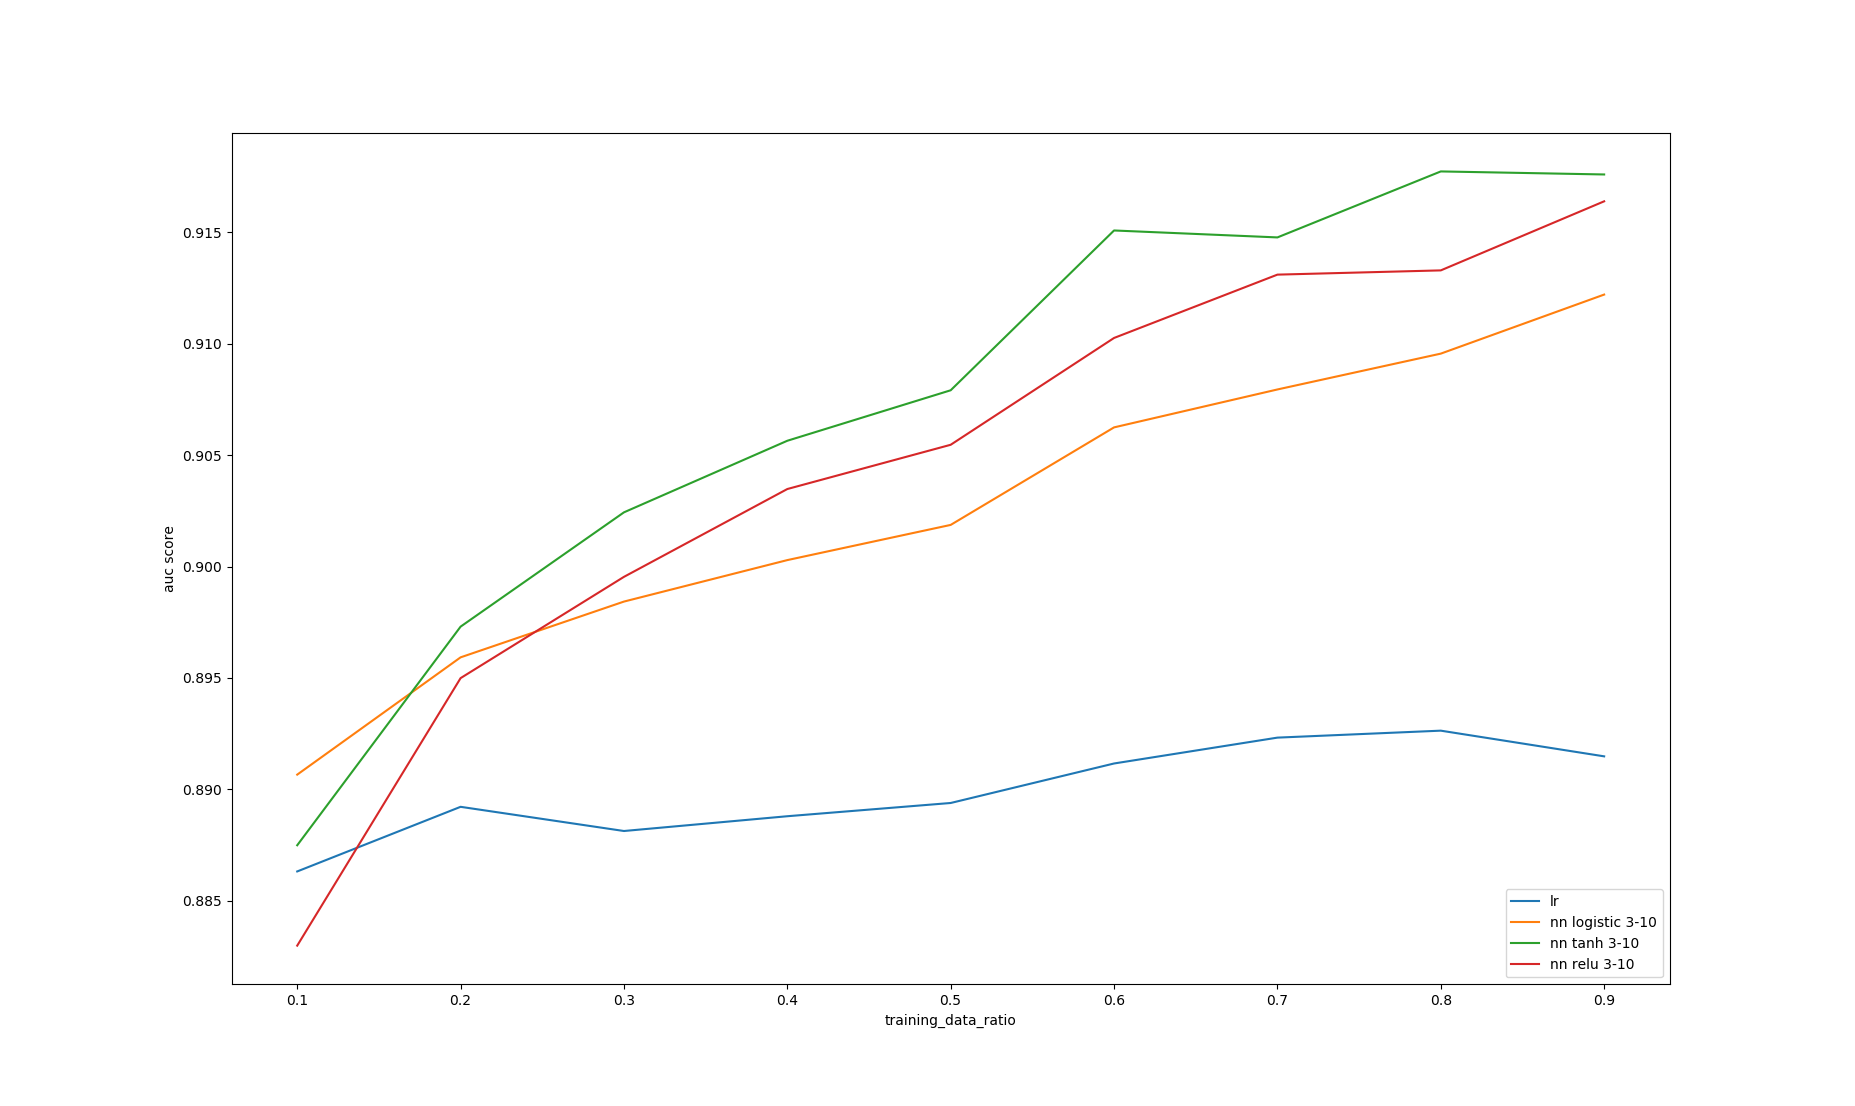 0.915
0.910
0.905
0.900
0.895
0.890
0.885
auc score
0.1 0.2 0.3 0.4 0.5 0.6 0.7 0.8 0.9
training_data_ratio
lr
nn logistic 3-10
nn tanh 3-10
nn relu 3-10